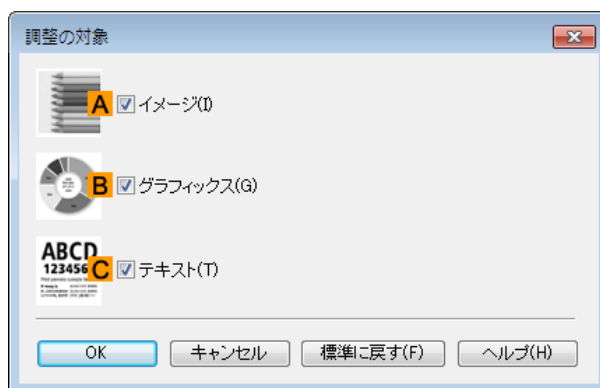 調整の対象
A イメージ(I)
B グラフィックス(G)
ABCD
123456
C テキスト(T)
OK キャンセル 標準に戻す(F) ヘルプ(H)